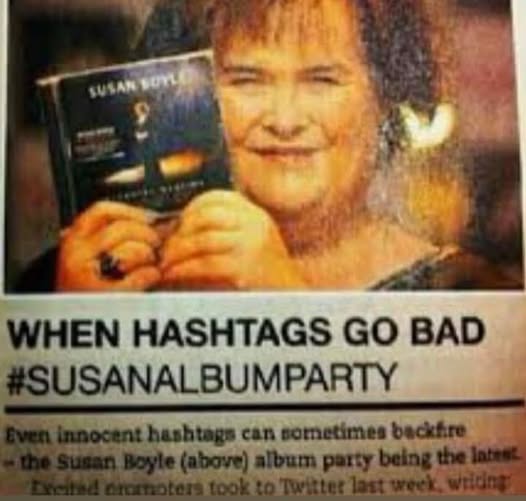 SUSAN BOYLE
WHEN HASHTAGS GO BAD
#SUSANALBUMPARTY
Even innocent hashtags can sometimes backfire
– the Susan Boyle (above) album party being the latest.
Excited promoters took to Twitter last week, writing: